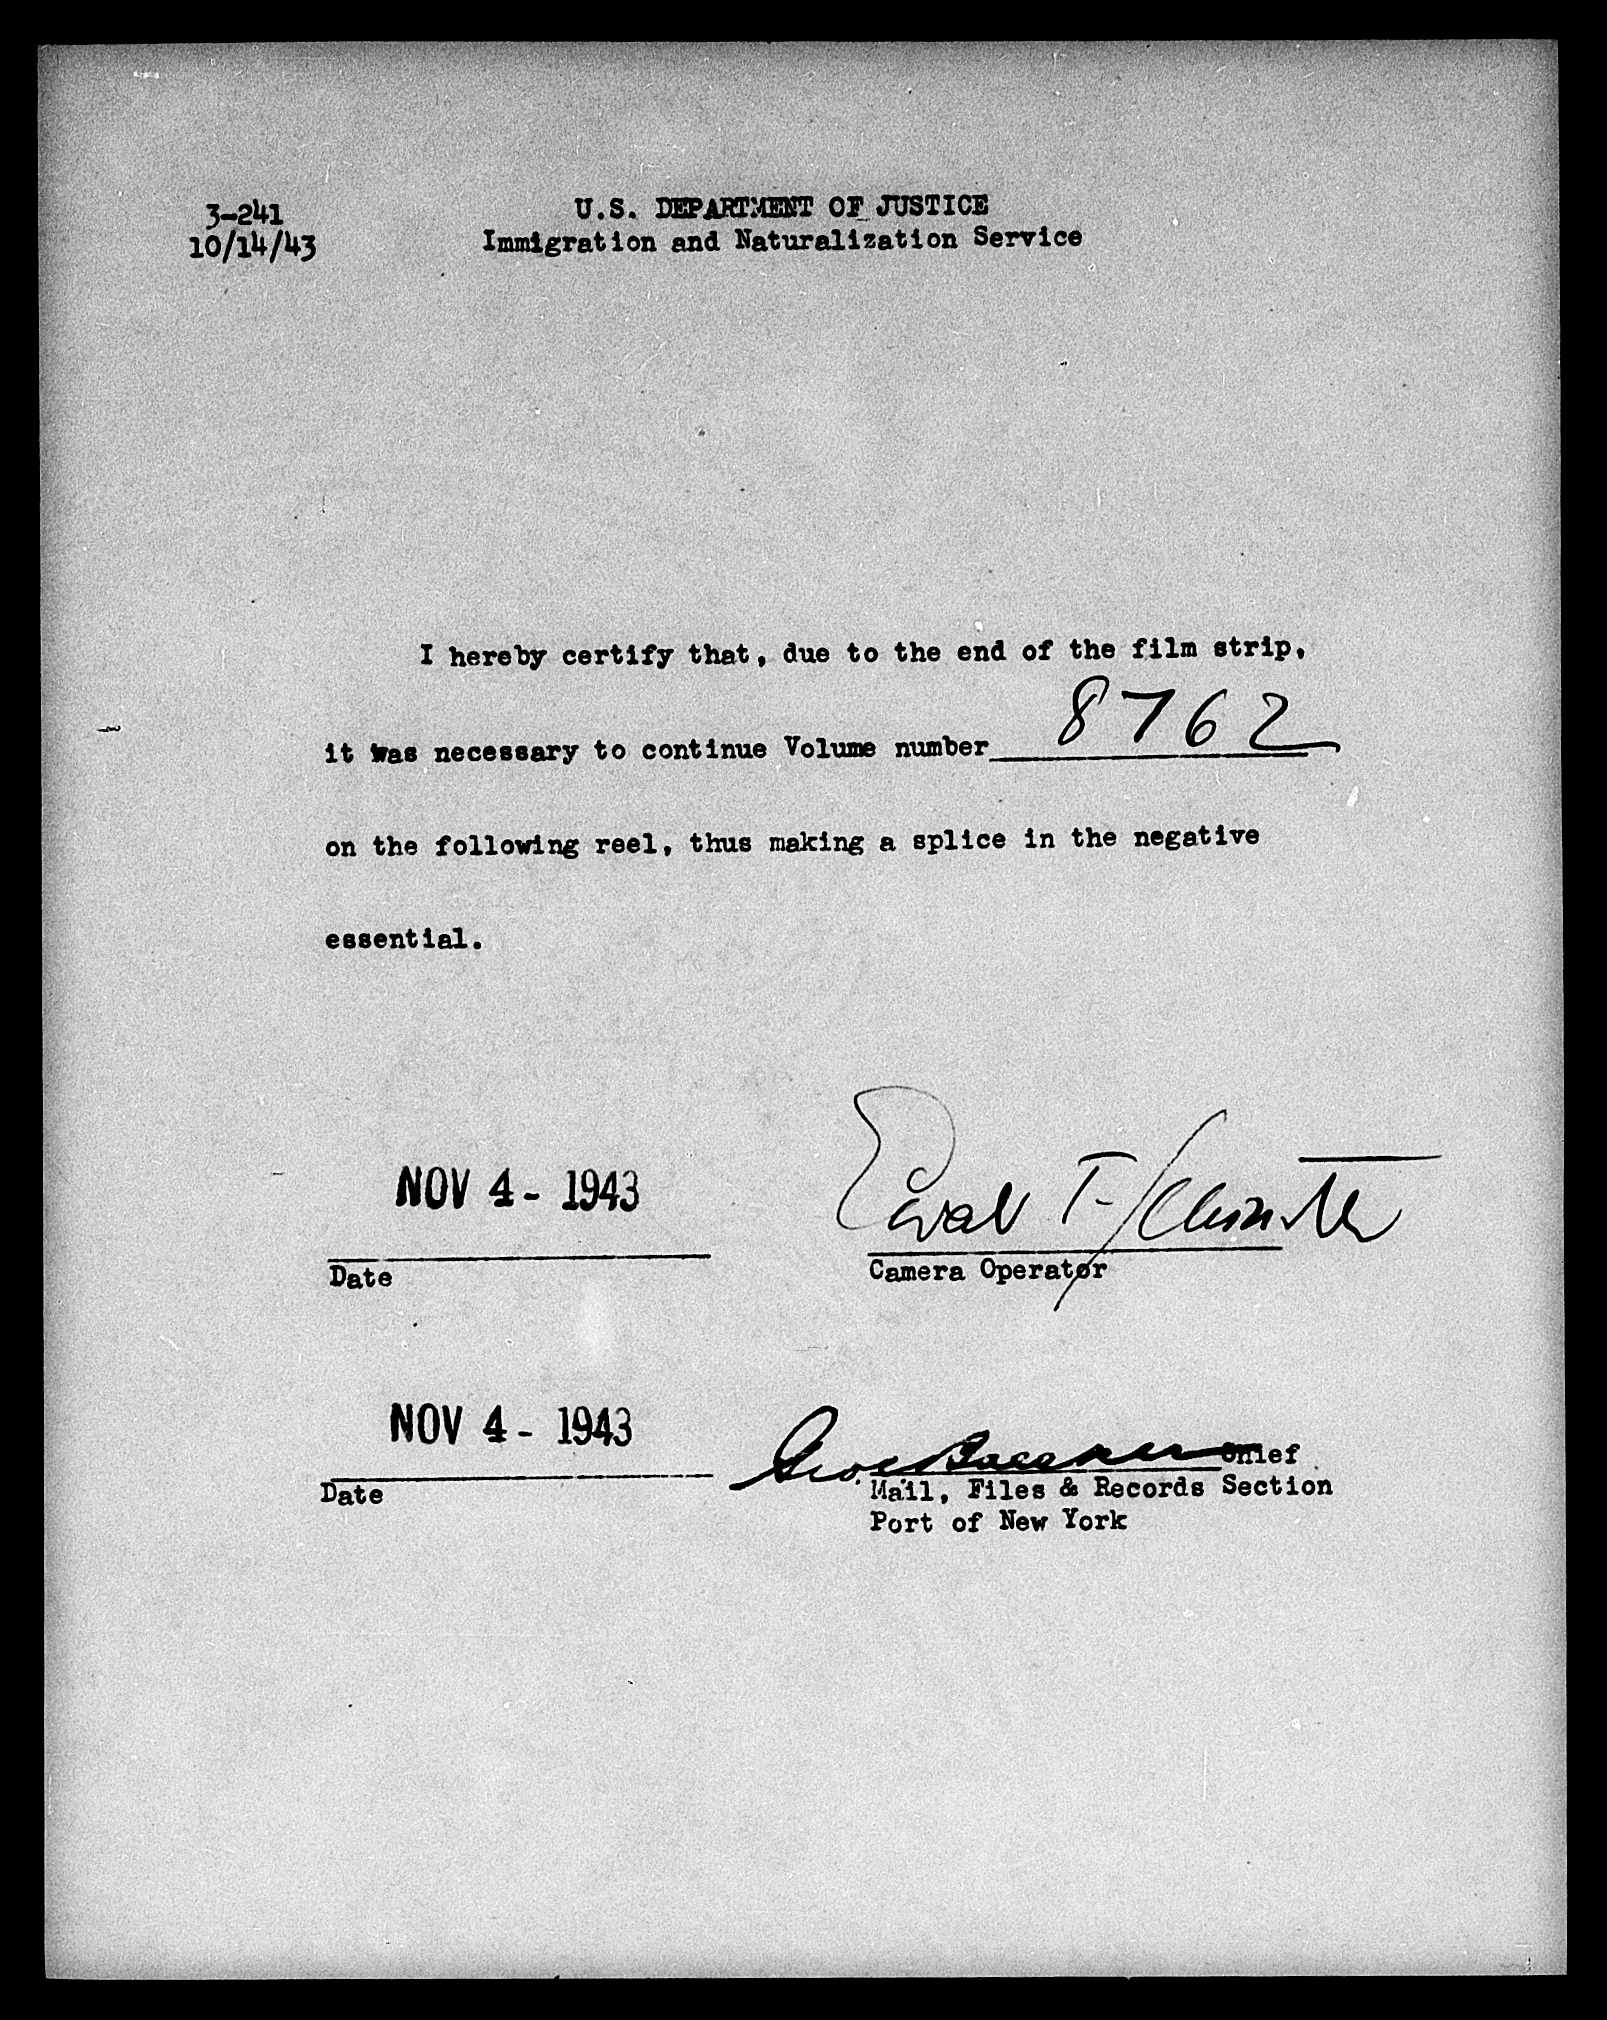 3-241
10/14/43
U.S. DEPARTMENT OF JUSTICE
Immigration and Naturalization Service
I hereby certify that, due to the end of the film strip,
it was necessary to continue Volume number 8762
on the following reel, thus making a splice in the negative
essential.
NOV 4 - 1943
Date
Camera Operator
NOV 4 - 1943
Chief
Date
Mail, Files & Records Section
Port of New York